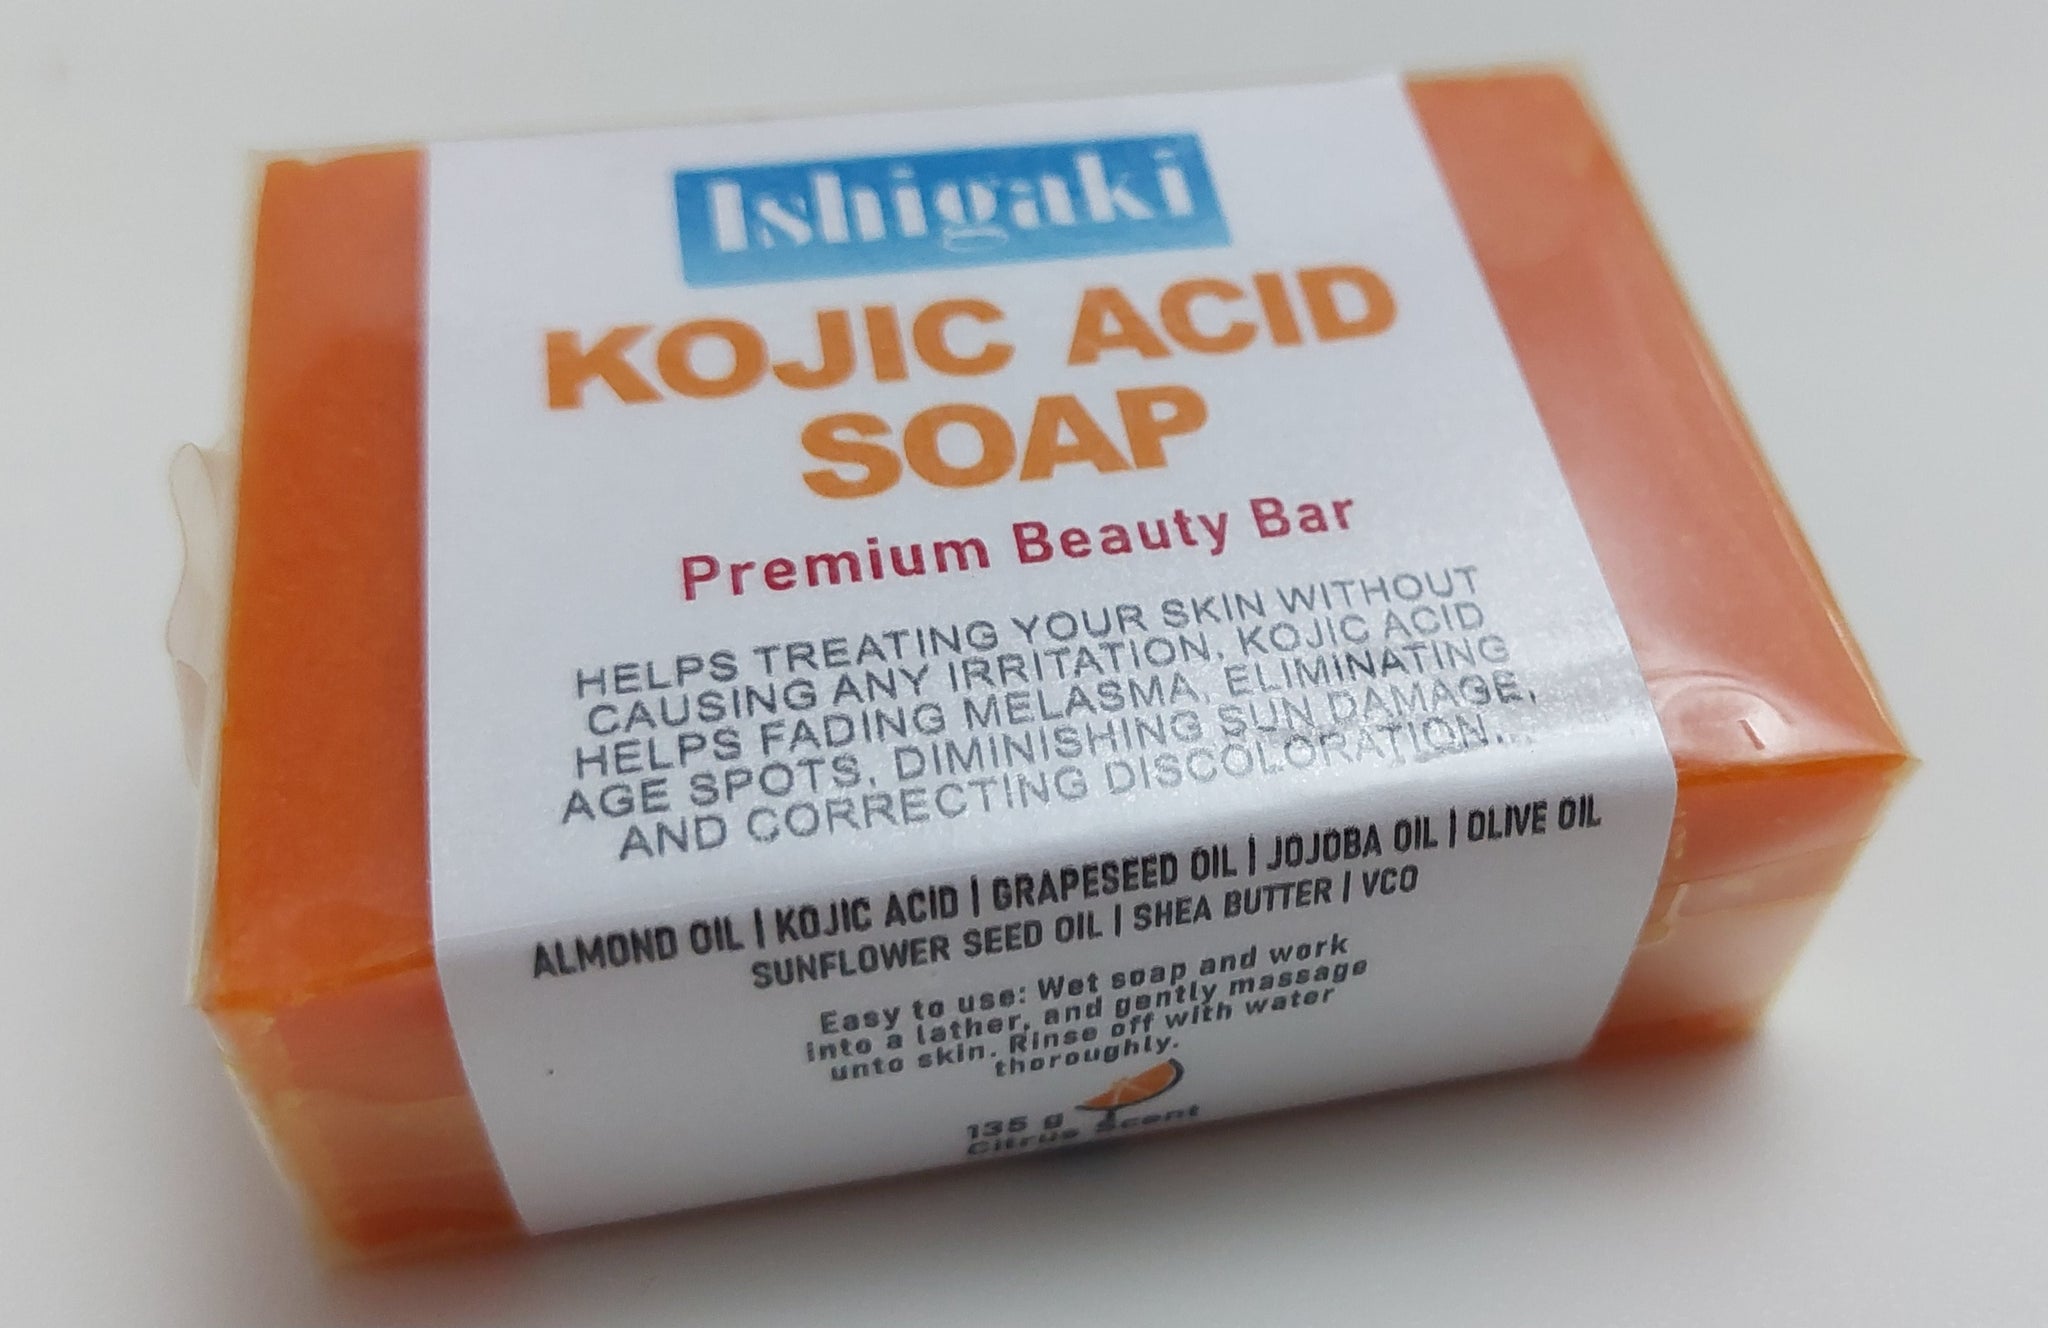 Ishigaki
KOJIC ACID
SOAP
Premium Beauty Bar
HELPS TREATING YOUR SKIN WITHOUT
CAUSING ANY IRRITATION, KOJIC ACID
HELPS FADING MELASMA, ELIMINATING
AGE SPOTS, DIMINISHING SUN DAMAGE,
AND CORRECTING DISCOLORATION...
ALMOND OIL | KOJIC ACID | GRAPESEED OIL | JOJOBA OIL | OLIVE OIL
SUNFLOWER SEED OIL | SHEA BUTTER | VCO
Easy to use: Wet soap and work
into a lather, and gently massage
unto skin. Rinse off with water
thoroughly.
135 g
Citrus Scent